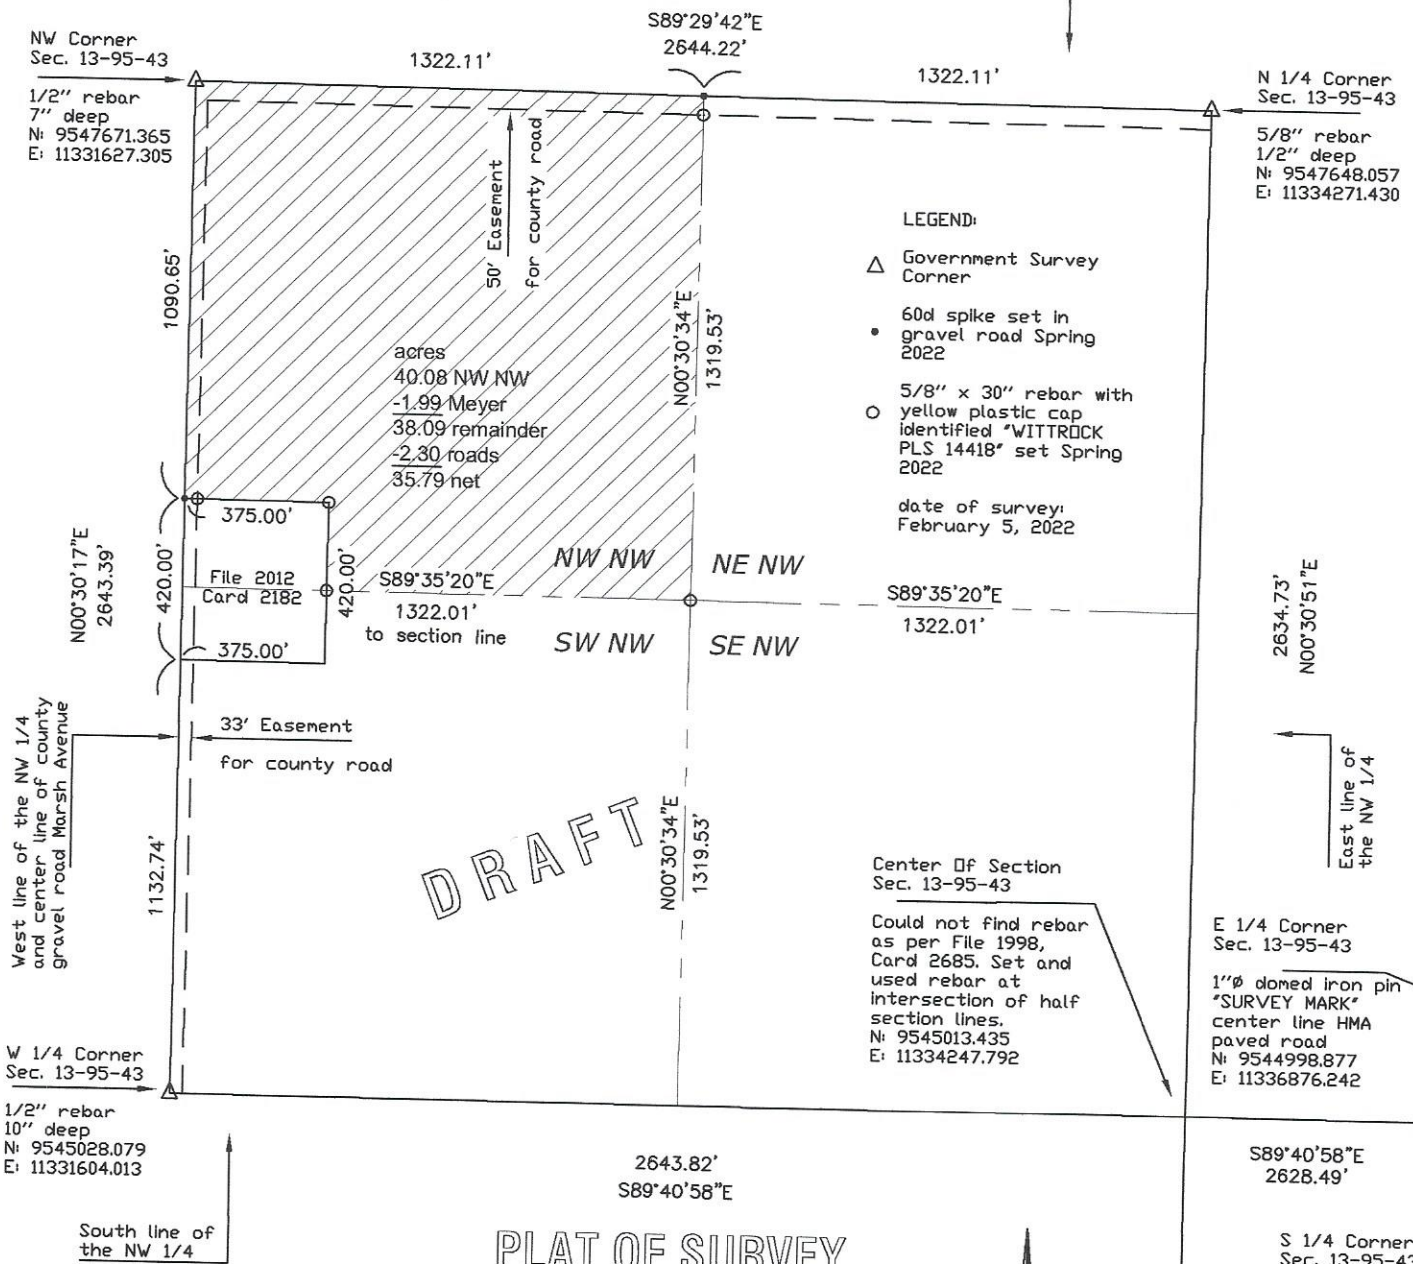 S89°29'42"E
2644.22'
1322.11'
1322.11'
NW Corner
Sec. 13-95-43
1/2" rebar
7" deep
N: 9547671.365
E: 11331627.305
N 1/4 Corner
Sec. 13-95-43
5/8" rebar
1/2" deep
N: 9547648.057
E: 11334271.430
50' Easement
for county road
1090.65'
N00°30'34"E
1319.53'
LEGEND:
Government Survey
Corner
60d spike set in
gravel road Spring
2022
5/8" x 30" rebar with
yellow plastic cap
identified "WITTROCK
PLS 14418" set Spring
2022
date of survey:
February 5, 2022
acres
40.08 NW NW
-1.99 Meyer
38.09 remainder
-2.30 roads
35.79 net
375.00'
N00°30'17"E
2643.39'
420.00'
File 2012
Card 2182
420.00'
375.00'
S89°35'20"E
1322.01'
to section line
NW NW
NE NW
SW NW
SE NW
S89°35'20"E
1322.01'
2634.73'
N00°30'51"E
West line of the NW 1/4
and center line of county
gravel road Marsh Avenue
33' Easement
for county road
East line of
the NW 1/4
1132.74'
DRAFT
N00°30'34"E
1319.53'
Center Of Section
Sec. 13-95-43
Could not find rebar
as per File 1998,
Card 2685. Set and
used rebar at
intersection of half
section lines.
N: 9545013.435
E: 11334247.792
E 1/4 Corner
Sec. 13-95-43
1"ø domed iron pin
"SURVEY MARK"
center line HMA
paved road
N: 9544998.877
E: 11336876.242
W 1/4 Corner
Sec. 13-95-43
1/2" rebar
10" deep
N: 9545028.079
E: 11331604.013
2643.82'
S89°40'58"E
S89°40'58"E
2628.49'
South line of
the NW 1/4
PLAT OF SURVEY
S 1/4 Corner
Sec. 13-95-43